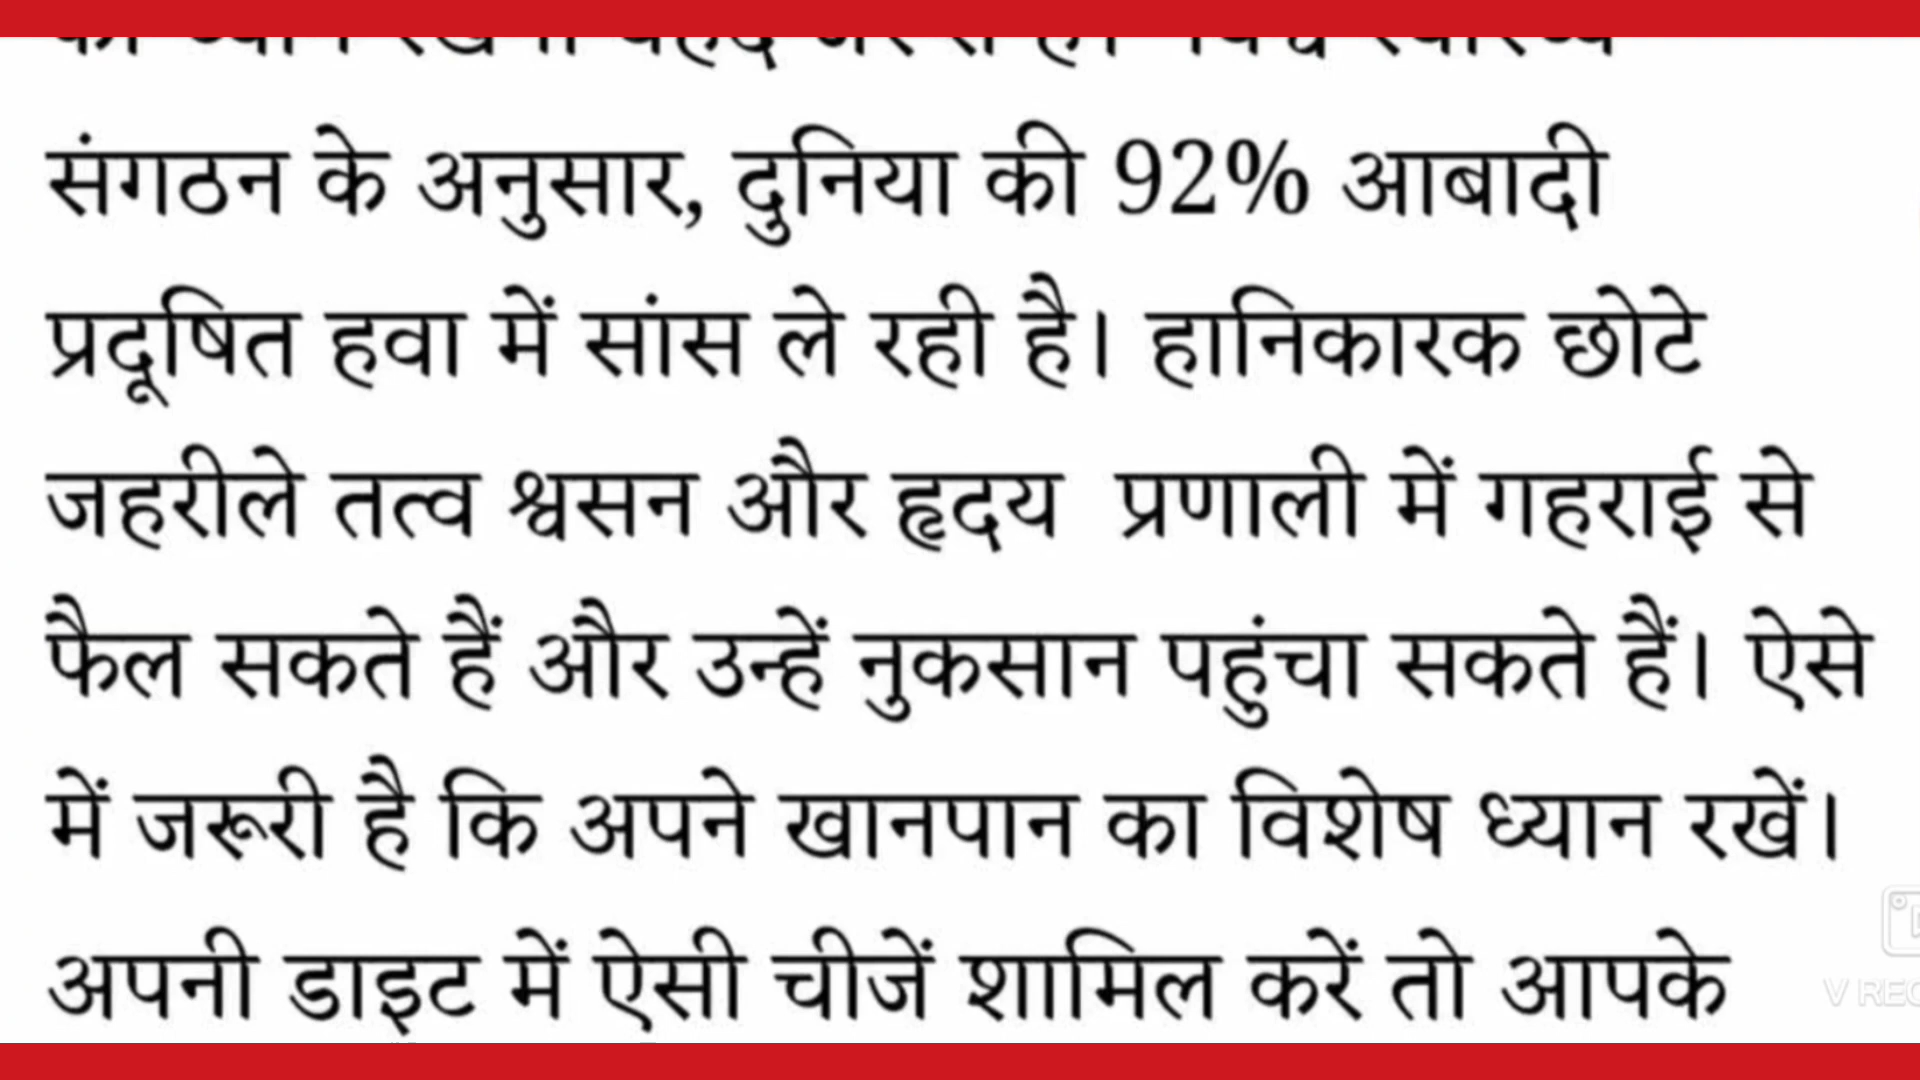 संगठन के अनुसार, दुनिया की 92% आबादी
प्रदूषित हवा में सांस ले रही है। हानिकारक छोटे
जहरीले तत्व श्वसन और हृदय  प्रणाली में गहराई से
फैल सकते हैं और उन्हें नुकसान पहुंचा सकते हैं। ऐसे
में जरूरी है कि अपने खानपान का विशेष ध्यान रखें।
अपनी डाइट में ऐसी चीजें शामिल करें तो आपके
V REC